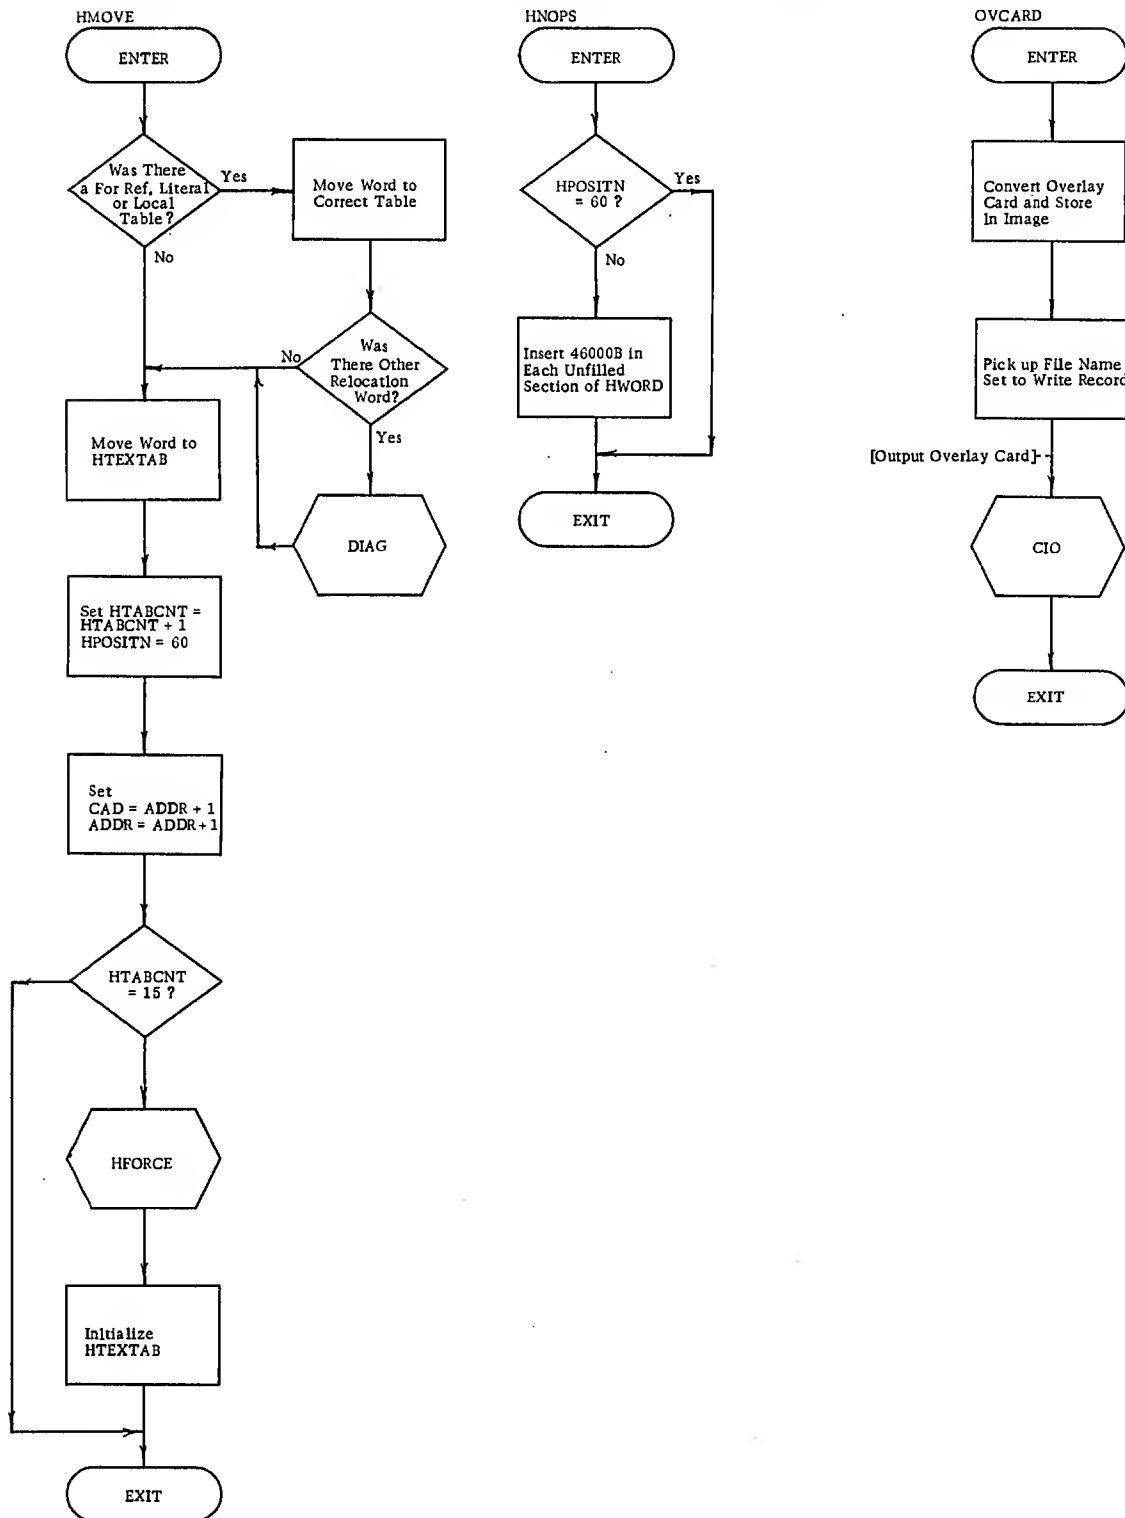 HMOVE
ENTER
Was There
a For Ref, Literal
or Local
Table?
Yes
No
Move Word to
Correct Table
Was
There Other
Relocation
Word?
No
Yes
DIAG
Move Word to
HTEXTAB
Set HTABCNT =
HTABCNT + 1
HPOSITN = 60
Set
CAD = ADDR + 1
ADDR = ADDR+1
HTABCNT
= 15 ?
HFORCE
Initialize
HTEXTAB
EXIT
HNOPS
ENTER
HPOSITN
= 60 ?
Yes
No
Insert 46000B in
Each Unfilled
Section of HWORD
EXIT
OVCARD
ENTER
Convert Overlay
Card and Store
In Image
Pick up File Name
Set to Write Record
[Output Overlay Card]
CIO
EXIT